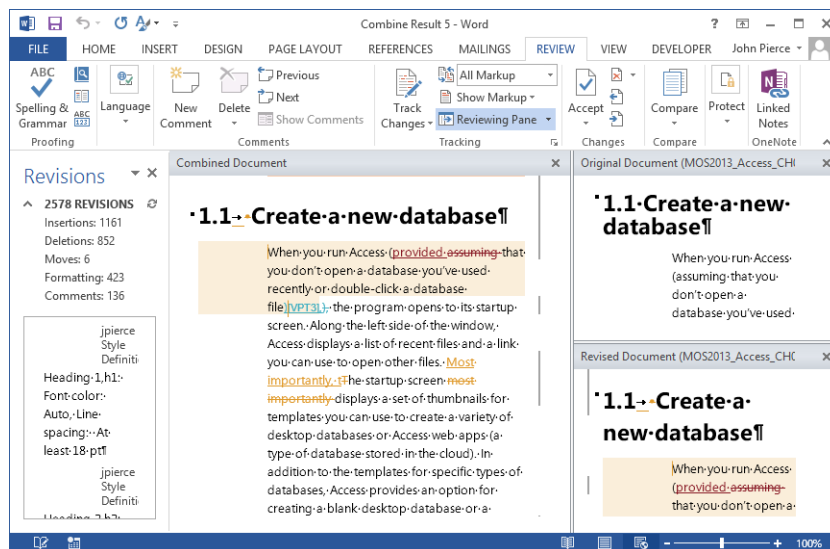 Combine Result 5 - Word
FILE HOME INSERT DESIGN PAGE LAYOUT REFERENCES MAILINGS REVIEW VIEW DEVELOPER John Pierce
ABC
Spelling &
Grammar
ABC
123
Proofing
Language
New
Comment
Delete
Previous
Next
Show Comments
Comments
Track
Changes
All Markup
Show Markup
Reviewing Pane
Tracking
Accept
Changes
Compare
Compare
Protect
Linked
Notes
OneNote
Revisions
2578 REVISIONS
Insertions: 1161
Deletions: 852
Moves: 6
Formatting: 423
Comments: 136
jpierce
Style
Definiti
Heading·1,h1:·
Font·color:·
Auto,·Line·
spacing:··At·
least·18·pt¶
jpierce
Style
Definiti
Heading·2,h2:·
Combined Document
1.1→·Create·a·new·database¶
When·you·run·Access·(provided·assuming·that·
you·don't·open·a·database·you've·used·
recently·or·double-click·a·database·
file)(VPT3L),·the·program·opens·to·its·startup·
screen.·Along·the·left·side·of·the·window,·
Access·displays·a·list·of·recent·files·and·a·link·
you·can·use·to·open·other·files.·Most·
importantly,·tThe·startup·screen·most·
importantly·displays·a·set·of·thumbnails·for·
templates·you·can·use·to·create·a·variety·of·
desktop·databases·or·Access·web·apps·(a·
type·of·database·stored·in·the·cloud).·In·
addition·to·the·templates·for·specific·types·of·
databases,·Access·provides·an·option·for·
creating·a·blank·desktop·database·or·a·
Original Document (MOS2013_Access_CH0
1.1·Create·a·new·
database¶
When·you·run·Access·
(assuming·that·you·
don't·open·a·
database·you've·used·
Revised Document (MOS2013_Access_CH0
1.1→·Create·a·
new·database¶
When·you·run·Access·
(provided·assuming·
that·you·don't·open·a·
100%